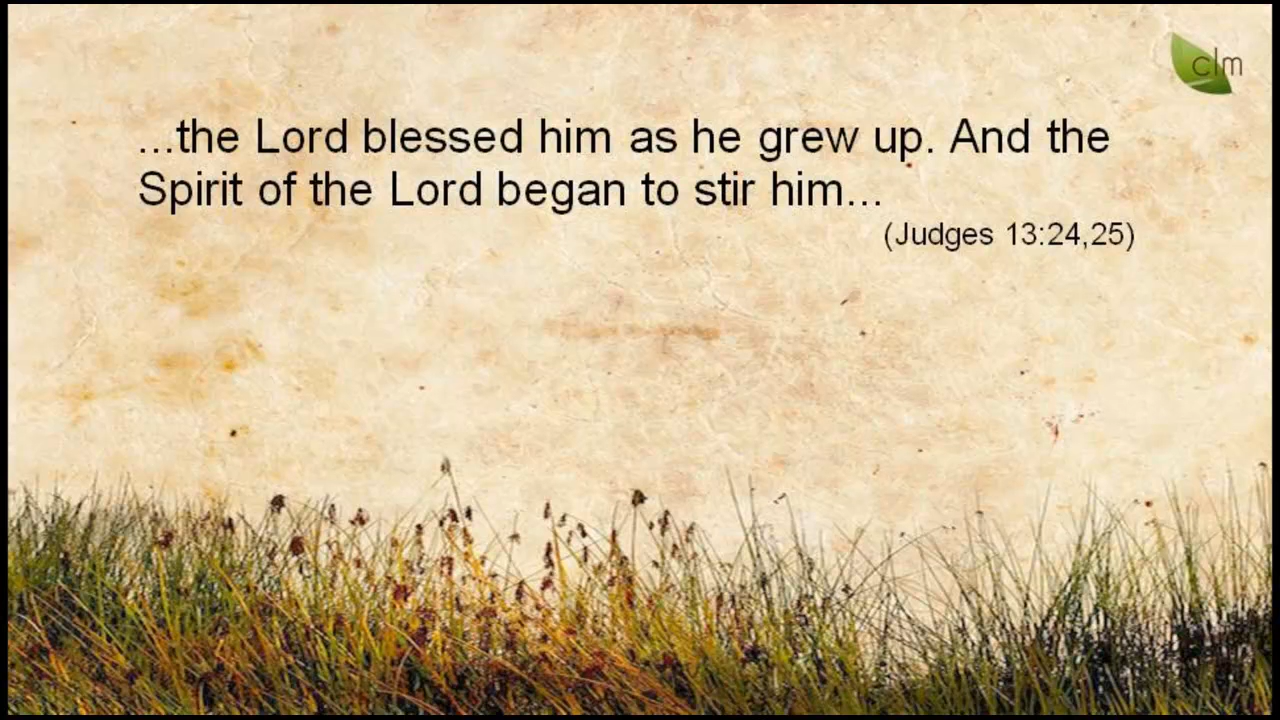 clm
...the Lord blessed him as he grew up. And the
Spirit of the Lord began to stir him...
(Judges 13:24,25)